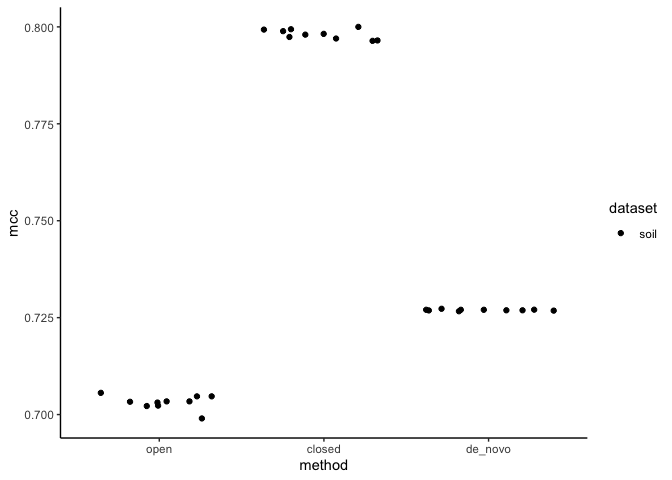 0.800
0.775
0.750
0.725
0.700
mcc
open closed de_novo
method
dataset
soil